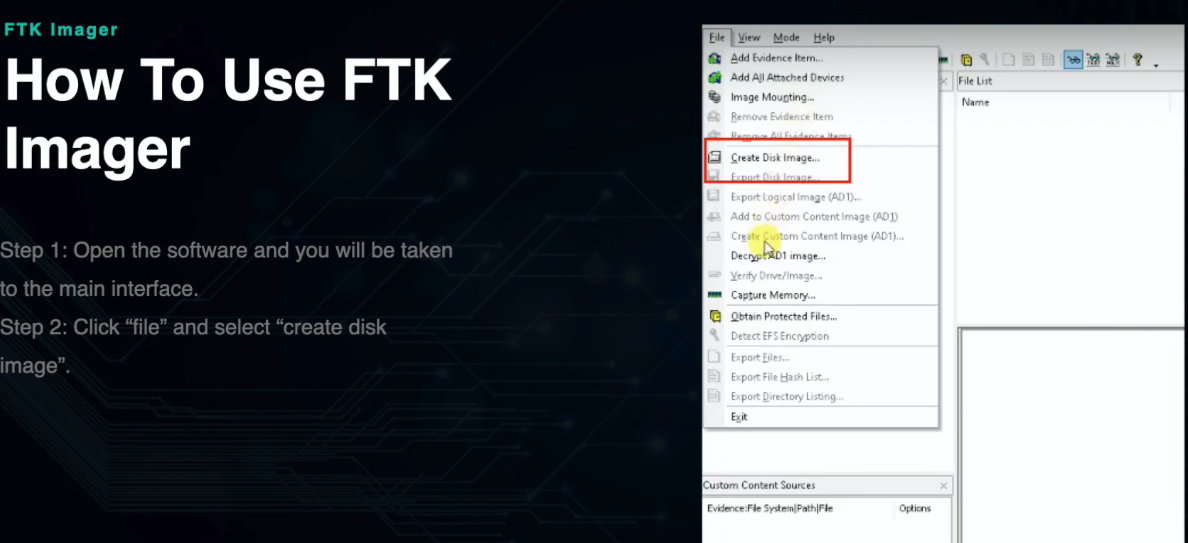 FTK Imager
How To Use FTK
Imager
Step 1: Open the software and you will be taken
to the main interface.
Step 2: Click “file” and select “create disk
image”.
File View Mode Help
Add Evidence Item...
Add All Attached Devices
Image Mounting...
Remove Evidence Item
Remove All Evidence Items
Create Disk Image...
Export Disk Image...
Export Logical Image (AD1)...
Add to Custom Content Image (AD1)
Create Custom Content Image (AD1)...
Decrypt AD1 image...
Verify Drive/Image...
Capture Memory...
Obtain Protected Files...
Detect EFS Encryption
Export Files...
Export File Hash List...
Export Directory Listing...
Exit
File List
Name
Custom Content Sources
Evidence:File System|Path|File Options